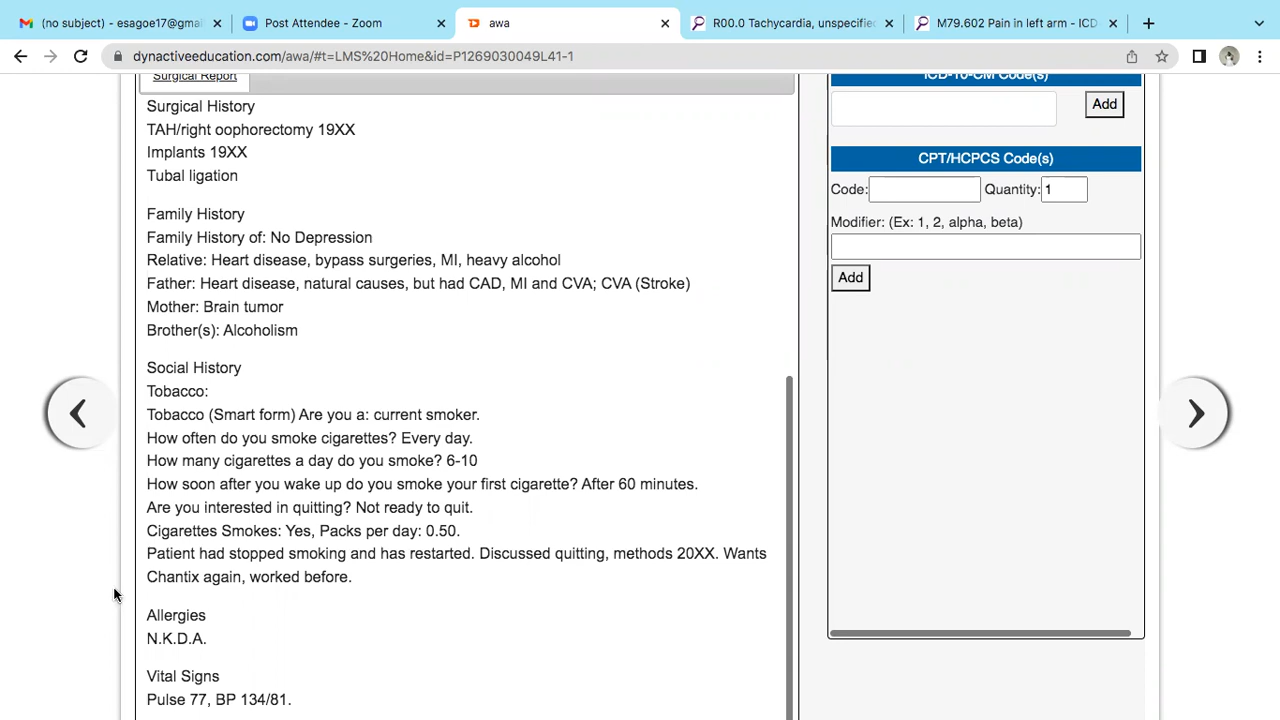 (no subject) - esagoe17@gmai
Post Attendee - Zoom
awa
R00.0 Tachycardia, unspecified
M79.602 Pain in left arm - ICD
dynactiveeducation.com/awa/#t=LMS%20Home&id=P1269030049L41-1
Surgical Report
Surgical History
TAH/right oophorectomy 19XX
Implants 19XX
Tubal ligation
Family History
Family History of: No Depression
Relative: Heart disease, bypass surgeries, MI, heavy alcohol
Father: Heart disease, natural causes, but had CAD, MI and CVA; CVA (Stroke)
Mother: Brain tumor
Brother(s): Alcoholism
Social History
Tobacco:
Tobacco (Smart form) Are you a: current smoker.
How often do you smoke cigarettes? Every day.
How many cigarettes a day do you smoke? 6-10
How soon after you wake up do you smoke your first cigarette? After 60 minutes.
Are you interested in quitting? Not ready to quit.
Cigarettes Smokes: Yes, Packs per day: 0.50.
Patient had stopped smoking and has restarted. Discussed quitting, methods 20XX. Wants
Chantix again, worked before.
Allergies
N.K.D.A.
Vital Signs
Pulse 77, BP 134/81.
ICD-10-CM Code(s)
Add
CPT/HCPCS Code(s)
Code: Quantity: 1
Modifier: (Ex: 1, 2, alpha, beta)
Add